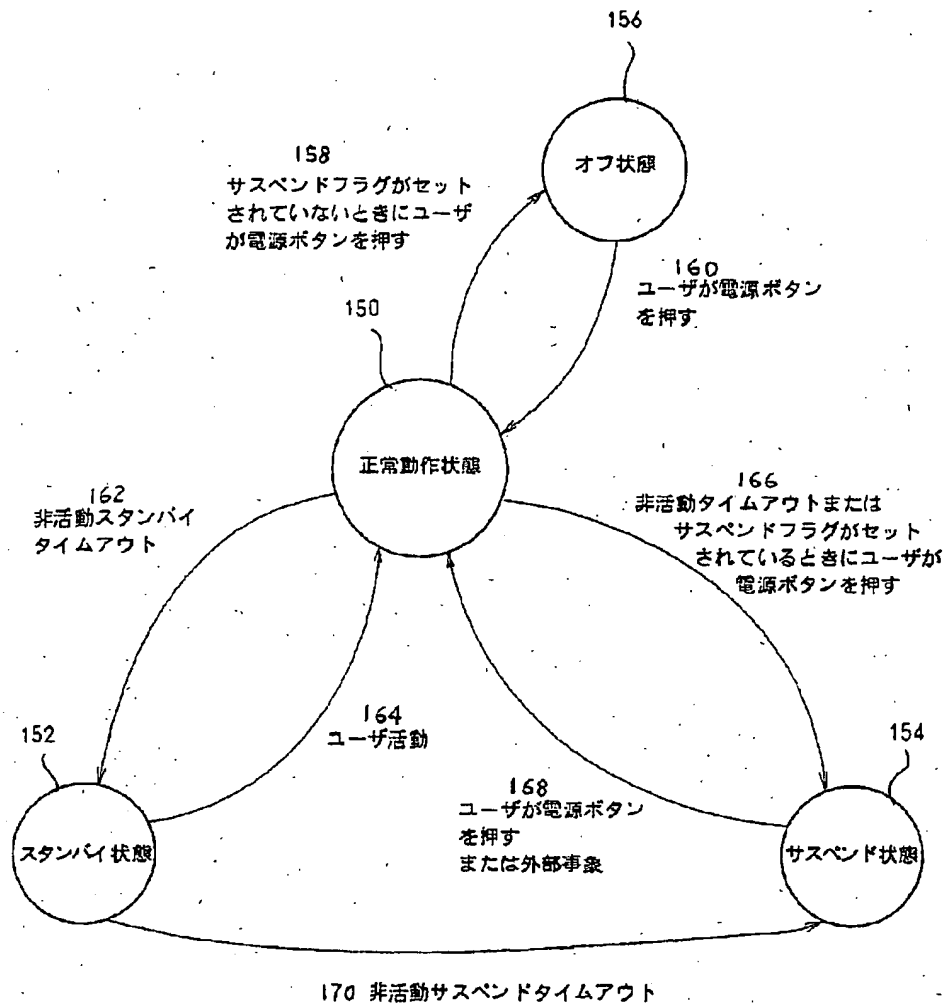 156
オフ状態
158
サスペンドフラグがセット
されていないときにユーザ
が電源ボタンを押す
160
ユーザが電源ボタン
を押す
150
正常動作状態
162
非活動スタンバイ
タイムアウト
166
非活動タイムアウトまたは
サスペンドフラグがセット
されているときにユーザが
電源ボタンを押す
164
ユーザ活動
152
スタンバイ状態
168
ユーザが電源ボタン
を押す
または外部事象
154
サスペンド状態
170 非活動サスペンドタイムアウト